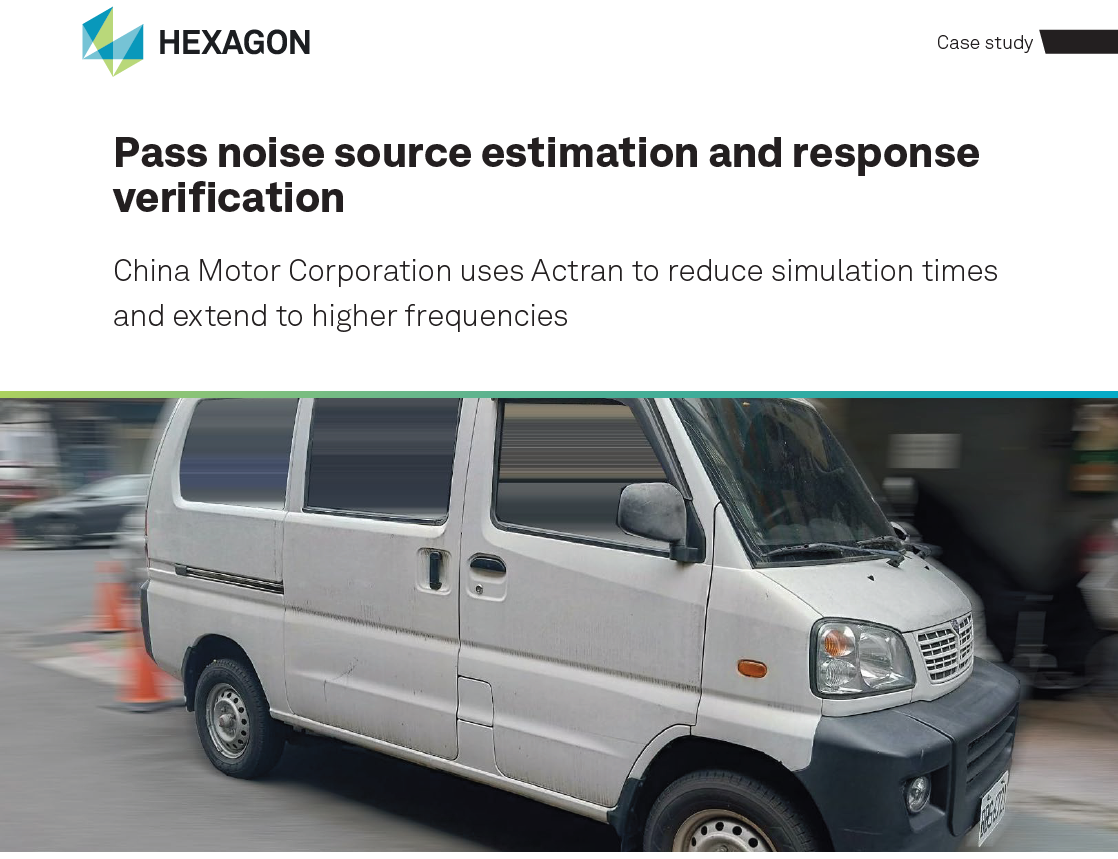 HEXAGON
Case study
Pass noise source estimation and response
verification
China Motor Corporation uses Actran to reduce simulation times
and extend to higher frequencies